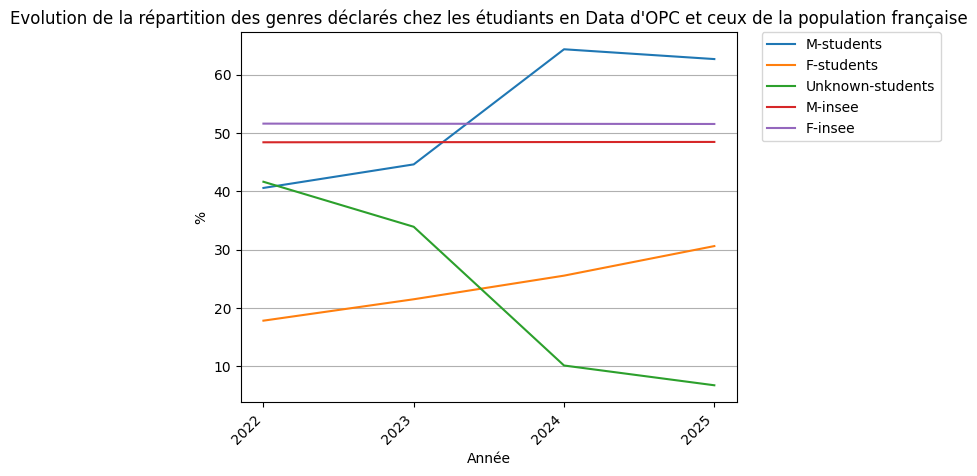 Evolution de la répartition des genres déclarés chez les étudiants en Data d'OPC et ceux de la population française
M-students
F-students
Unknown-students
M-insee
F-insee
60
50
40
30
20
10
%
2022
2023
2024
2025
Année